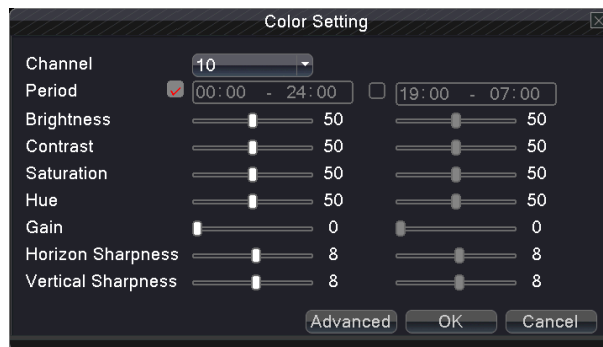 Color Setting
Channel 10
Period 00:00 - 24:00 19:00 - 07:00
Brightness 50 50
Contrast 50 50
Saturation 50 50
Hue 50 50
Gain 0 0
Horizon Sharpness 8 8
Vertical Sharpness 8 8
Advanced OK Cancel